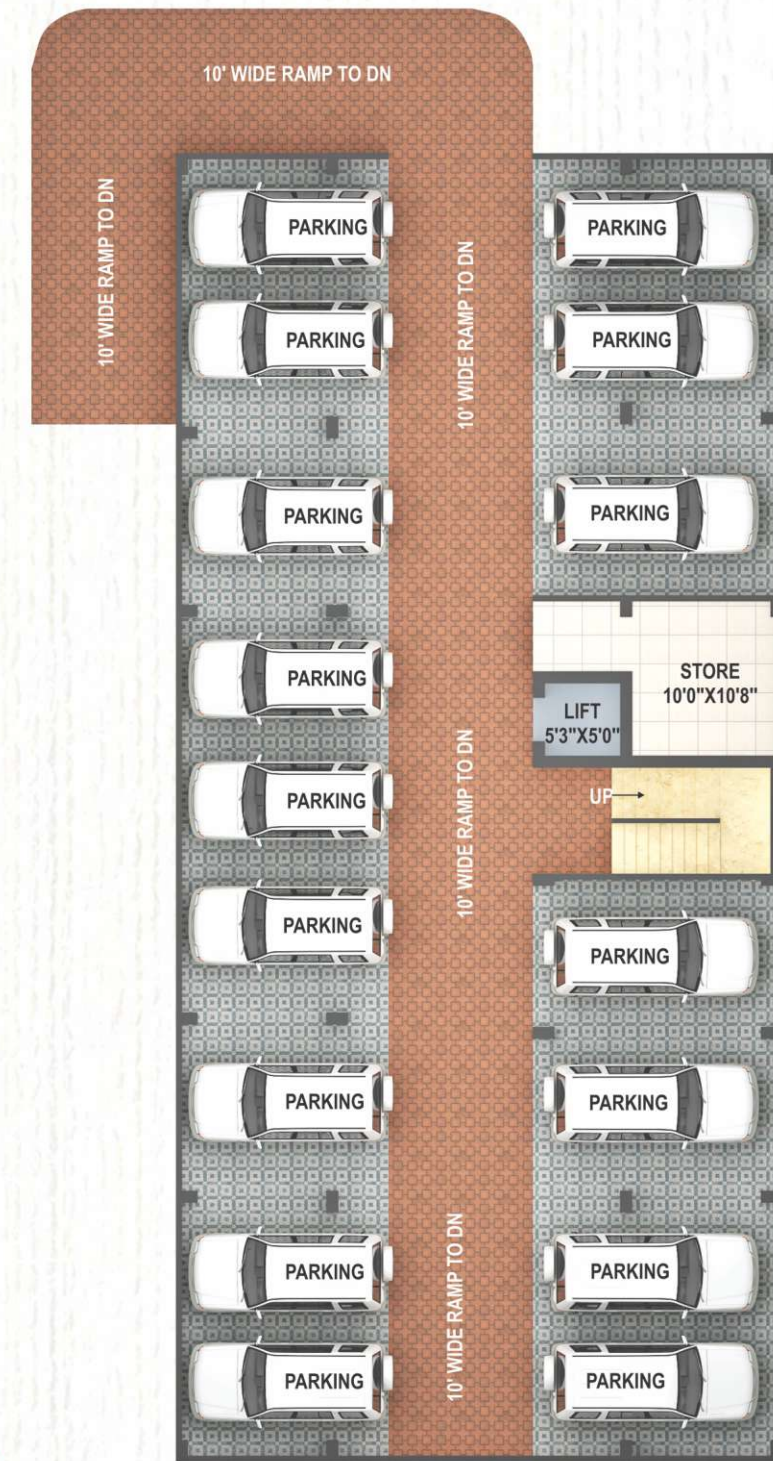 10' WIDE RAMP TO DN
10' WIDE RAMP TO DN
PARKING
PARKING
10' WIDE RAMP TO DN
PARKING
PARKING
PARKING
PARKING
PARKING
STORE
10'0"X10'8"
LIFT
5'3"X5'0"
10' WIDE RAMP TO DN
UP
PARKING
PARKING
PARKING
PARKING
PARKING
PARKING
10' WIDE RAMP TO DN
PARKING
PARKING
PARKING
PARKING